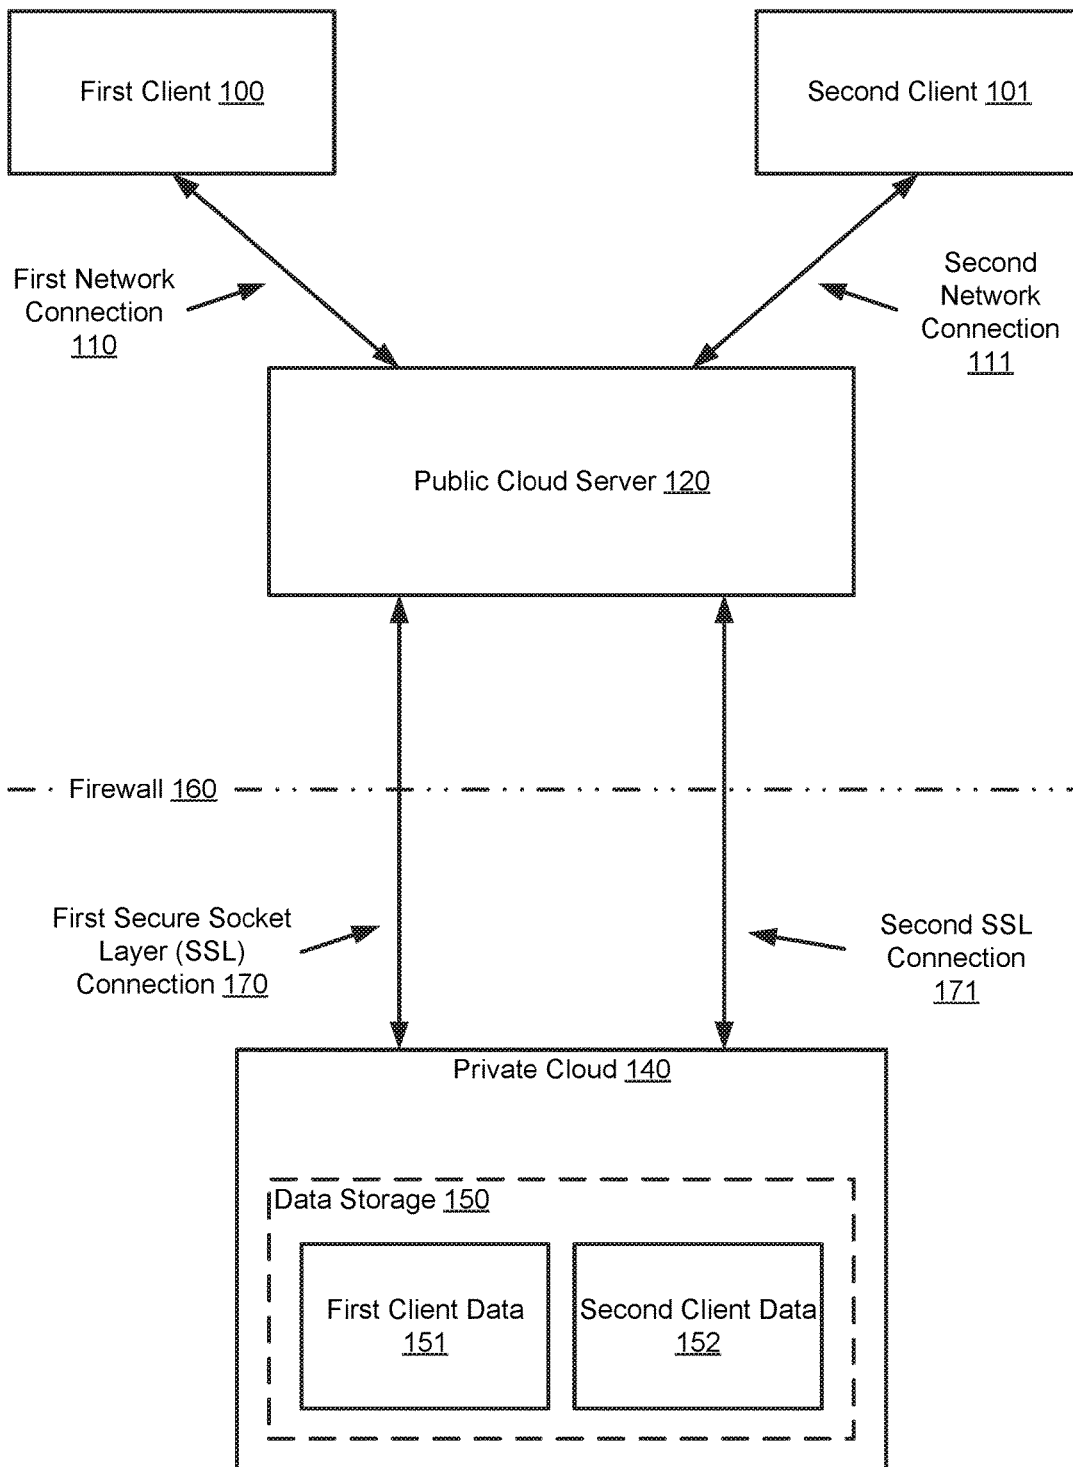 First Client 100
Second Client 101
First Network
Connection
110
Second
Network
Connection
111
Public Cloud Server 120
Firewall 160
First Secure Socket
Layer (SSL)
Connection 170
Second SSL
Connection
171
Private Cloud 140
Data Storage 150
First Client Data
151
Second Client Data
152